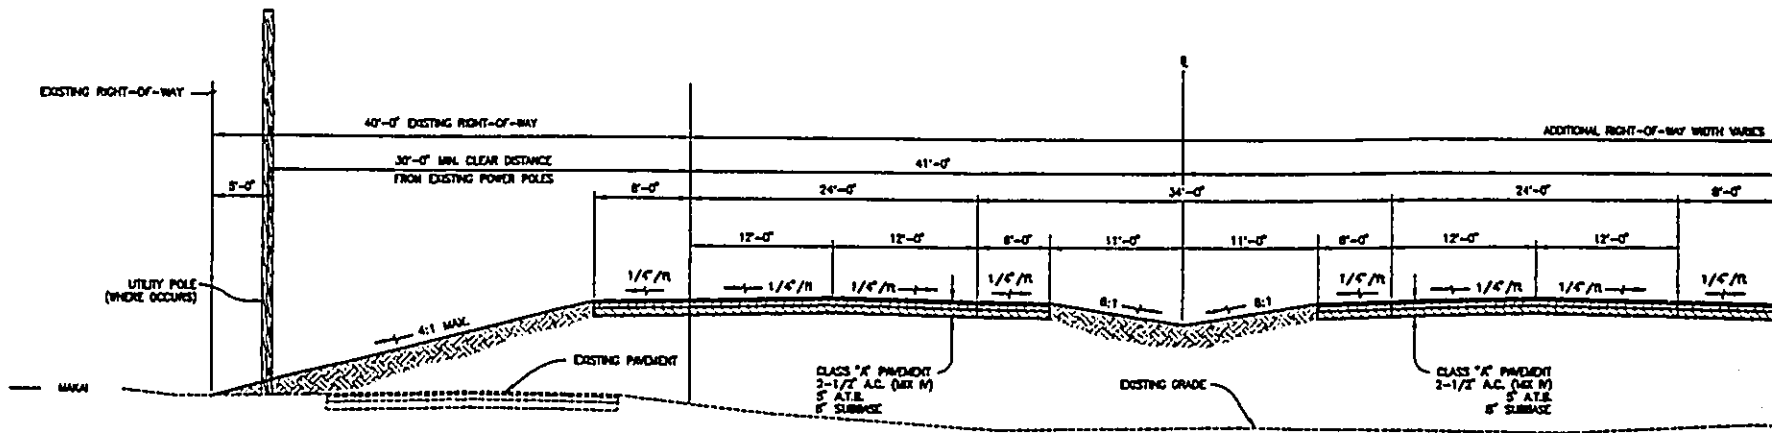 ℄
EXISTING RIGHT-OF-WAY
40'-0" EXISTING RIGHT-OF-WAY
ADDITIONAL RIGHT-OF-WAY WIDTH VARIES
30'-0" MIN. CLEAR DISTANCE
FROM EXISTING POWER POLES
41'-0"
5'-0"
8'-0"
24'-0"
34'-0"
24'-0"
8'-0"
12'-0"
12'-0"
6'-0"
11'-0"
11'-0"
6'-0"
12'-0"
12'-0"
UTILITY POLE
(WHERE OCCURS)
1/4"/ft
1/4"/ft
1/4"/ft
1/4"/ft
6:1
6:1
1/4"/ft
1/4"/ft
1/4"/ft
1/4"/ft
4:1 MAX.
EXISTING PAVEMENT
MAKAI
CLASS "A" PAVEMENT
2-1/2" A.C. (MIX IV)
5" A.T.B.
6" SUBBASE
EXISTING GRADE
CLASS "A" PAVEMENT
2-1/2" A.C. (MIX IV)
5" A.T.B.
6" SUBBASE